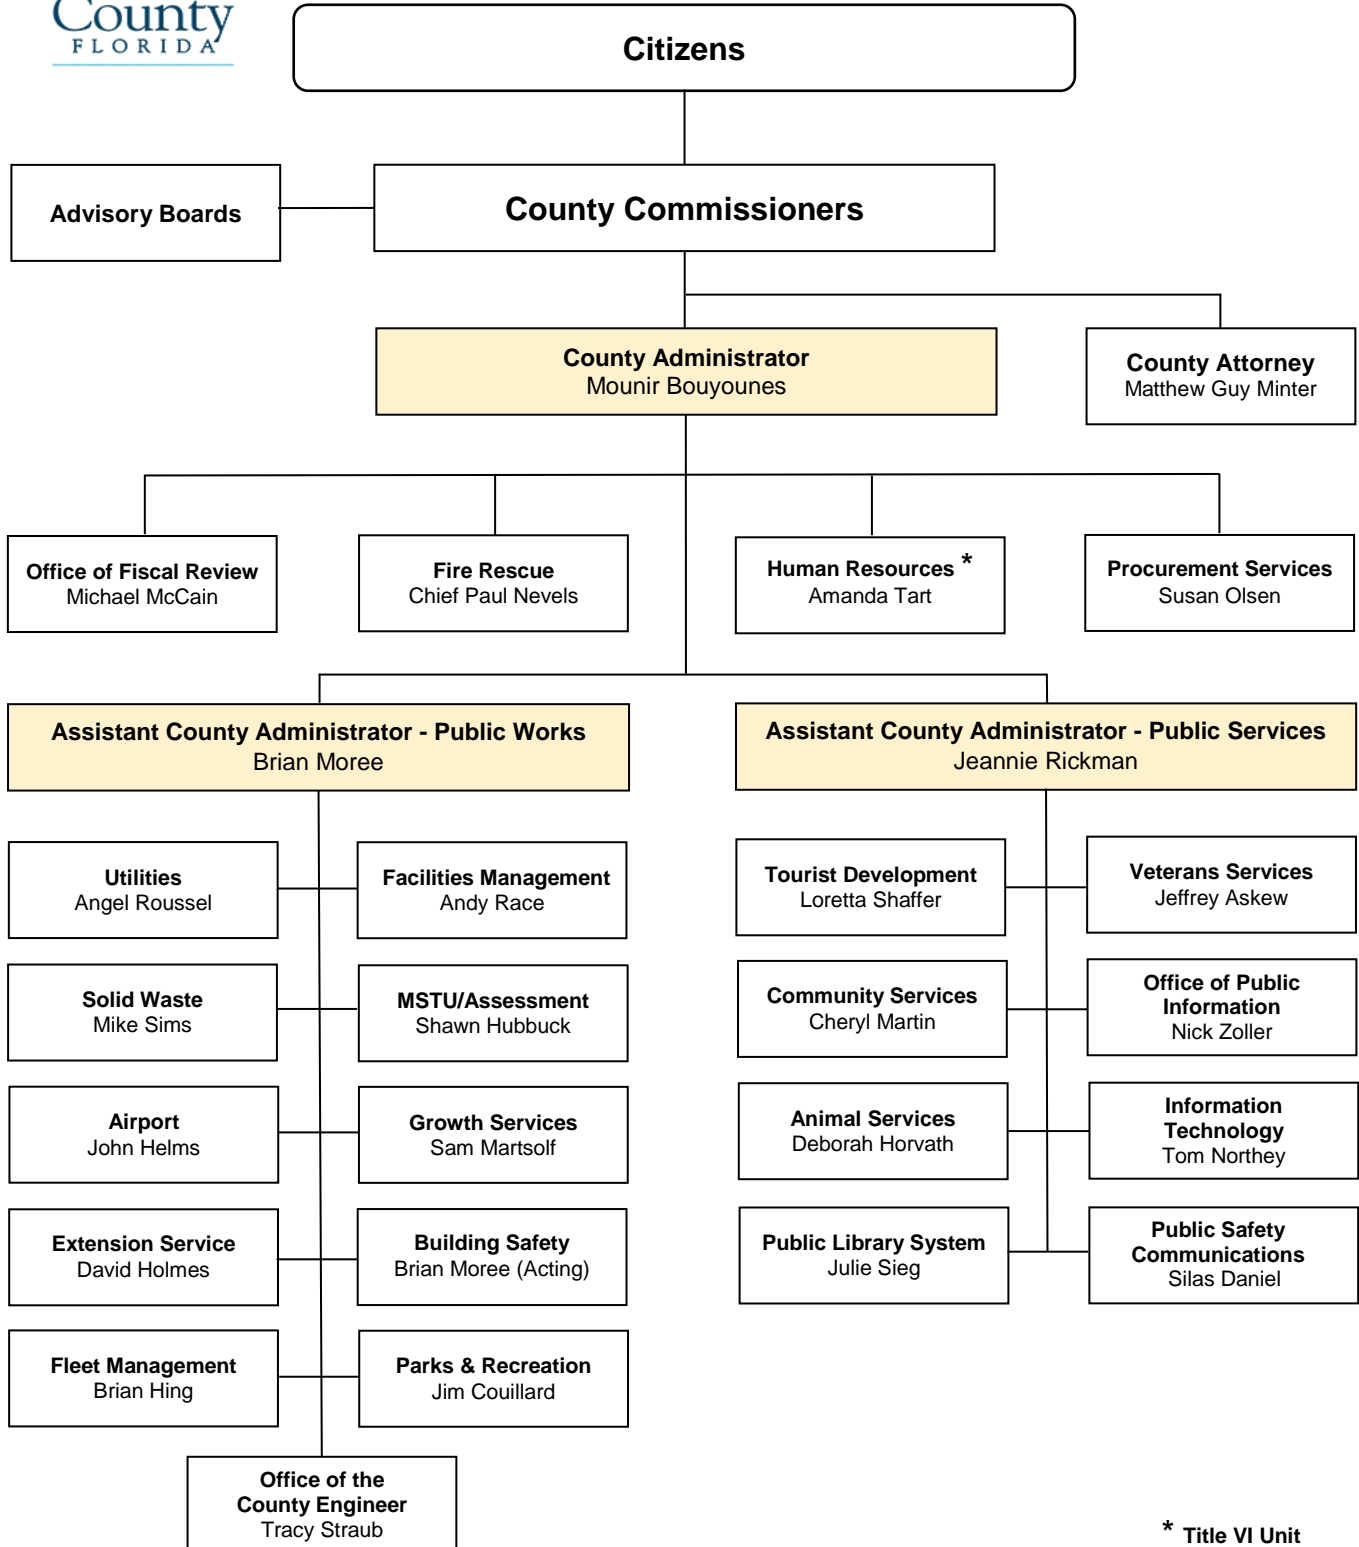 County
FLORIDA
Citizens
Advisory Boards
County Commissioners
County Administrator
Mounir Bouyounes
County Attorney
Matthew Guy Minter
Office of Fiscal Review
Michael McCain
Fire Rescue
Chief Paul Nevels
Human Resources *
Amanda Tart
Procurement Services
Susan Olsen
Assistant County Administrator - Public Works
Brian Moree
Assistant County Administrator - Public Services
Jeannie Rickman
Utilities
Angel Roussel
Facilities Management
Andy Race
Tourist Development
Loretta Shaffer
Veterans Services
Jeffrey Askew
Solid Waste
Mike Sims
MSTU/Assessment
Shawn Hubbuck
Community Services
Cheryl Martin
Office of Public
Information
Nick Zoller
Airport
John Helms
Growth Services
Sam Martsolf
Animal Services
Deborah Horvath
Information
Technology
Tom Northey
Extension Service
David Holmes
Building Safety
Brian Moree (Acting)
Public Library System
Julie Sieg
Public Safety
Communications
Silas Daniel
Fleet Management
Brian Hing
Parks & Recreation
Jim Couillard
Office of the
County Engineer
Tracy Straub
* Title VI Unit